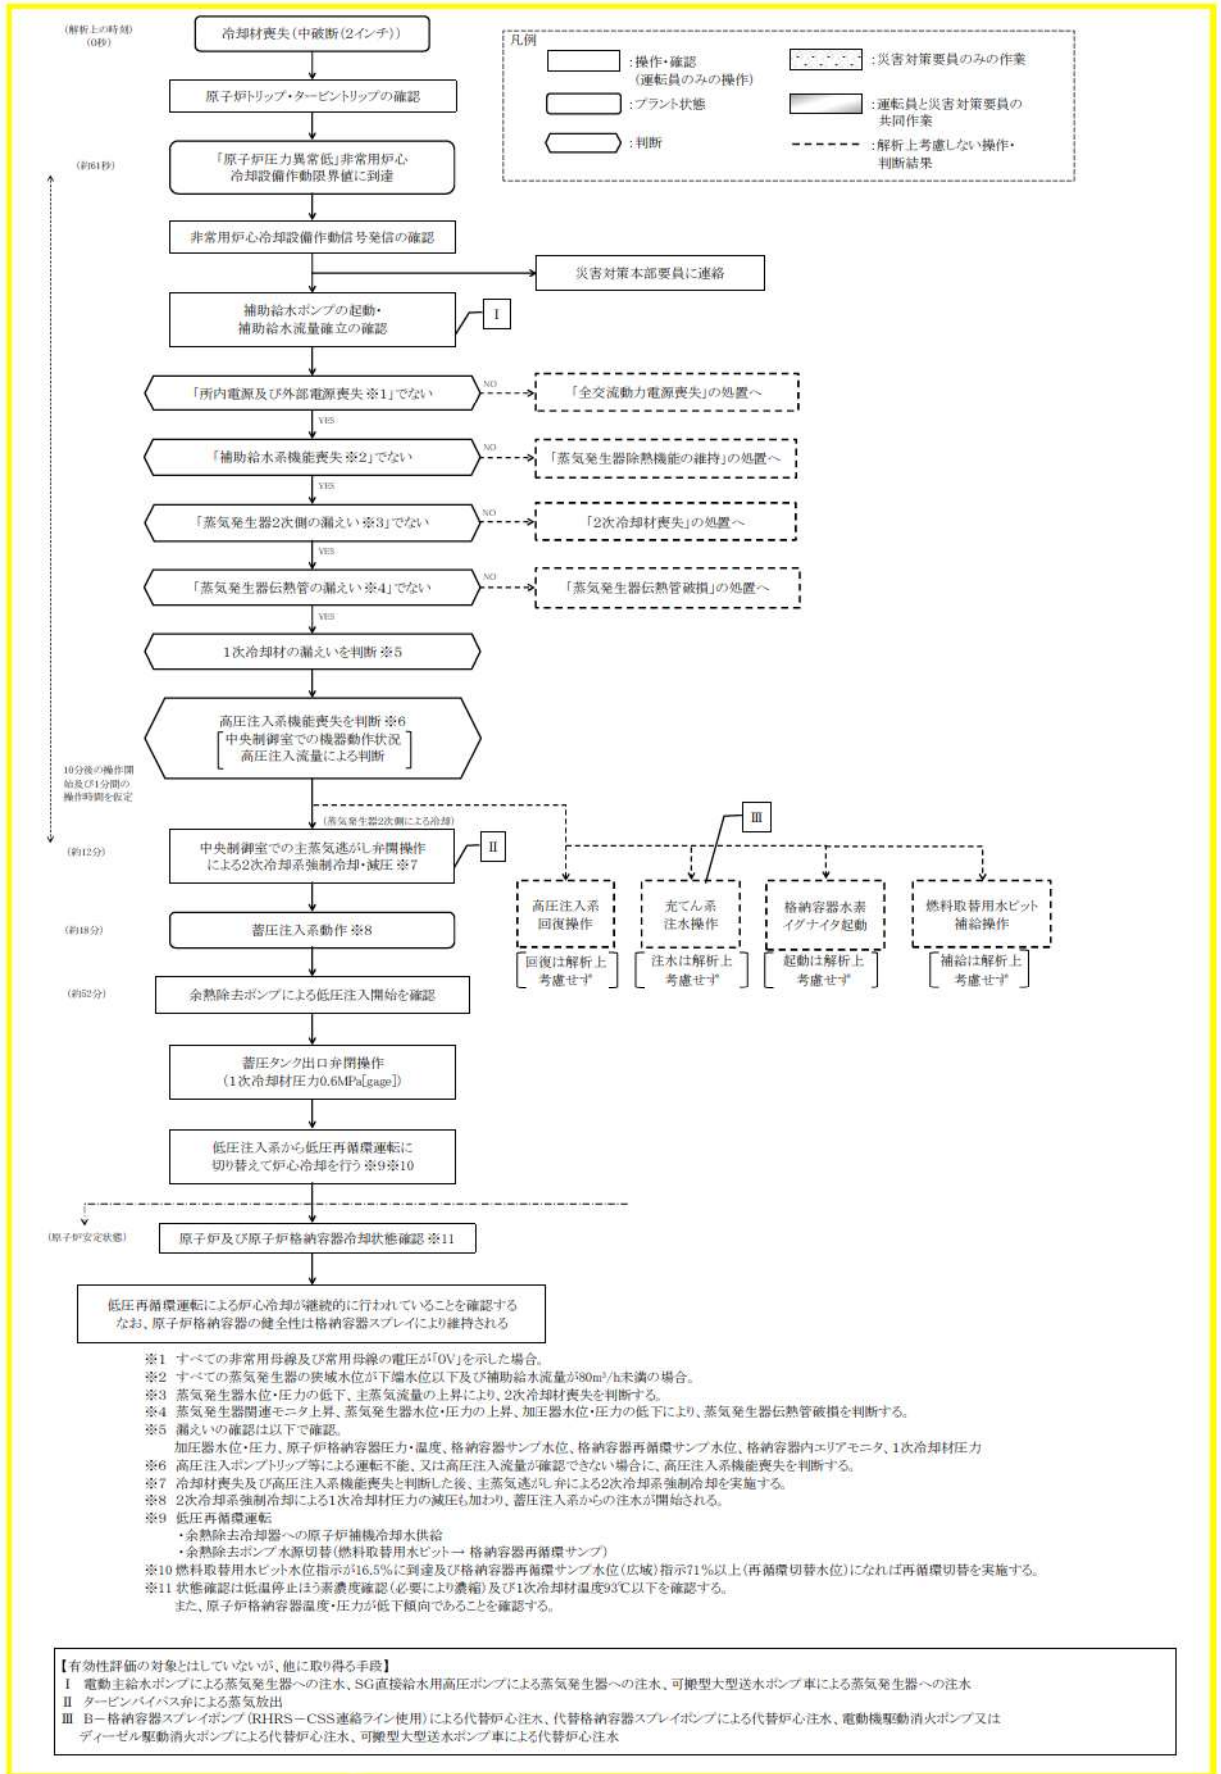 (解析上の時刻)
(0秒)
冷却材喪失(中破断(2インチ))
凡例
:操作・確認
(運転員のみの操作)
:災害対策要員のみの作業
:プラント状態
:運転員と災害対策要員の
共同作業
:判断
:解析上考慮しない操作・
判断結果
原子炉トリップ・タービントリップの確認
(約61秒)
「原子炉圧力異常低」非常用炉心
冷却設備作動限界値に到達
非常用炉心冷却設備作動信号発信の確認
災害対策本部要員に連絡
補助給水ポンプの起動・
補助給水流量確立の確認
Ⅰ
「所内電源及び外部電源喪失※1」でない
NO
「全交流動力電源喪失」の処置へ
YES
「補助給水系機能喪失※2」でない
NO
「蒸気発生器除熱機能の維持」の処置へ
YES
「蒸気発生器2次側の漏えい※3」でない
NO
「2次冷却材喪失」の処置へ
YES
「蒸気発生器伝熱管の漏えい※4」でない
NO
「蒸気発生器伝熱管破損」の処置へ
YES
1次冷却材の漏えいを判断※5
高圧注入系機能喪失を判断※6
中央制御室での機器動作状況
高圧注入流量による判断
10分後の操作開
始及び1分間の
操作時間を仮定
(蒸気発生器2次側による冷却)
Ⅲ
(約12分)
中央制御室での主蒸気逃がし弁開操作
による2次冷却系強制冷却・減圧※7
Ⅱ
高圧注入系
回復操作
回復は解析上
考慮せず
充てん系
注水操作
注水は解析上
考慮せず
格納容器水素
イグナイタ起動
起動は解析上
考慮せず
燃料取替用水ピット
補給操作
補給は解析上
考慮せず
(約18分)
蓄圧注入系動作※8
(約52分)
余熱除去ポンプによる低圧注入開始を確認
蓄圧タンク出口弁閉操作
(1次冷却材圧力0.6MPa[gage])
低圧注入系から低圧再循環運転に
切り替えて炉心冷却を行う※9※10
(原子炉安定状態)
原子炉及び原子炉格納容器冷却状態確認※11
低圧再循環運転による炉心冷却が継続的に行われていることを確認する
なお、原子炉格納容器の健全性は格納容器スプレイにより維持される
※1 すべての非常用母線及び常用母線の電圧が「0V」を示した場合。
※2 すべての蒸気発生器の狭域水位が下端水位以下及び補助給水流量が80m³/h未満の場合。
※3 蒸気発生器水位・圧力の低下、主蒸気流量の上昇により、2次冷却材喪失を判断する。
※4 蒸気発生器関連モニタ上昇、蒸気発生器水位・圧力の上昇、加圧器水位・圧力の低下により、蒸気発生器伝熱管破損を判断する。
※5 漏えいの確認は以下で確認。
加圧器水位・圧力、原子炉格納容器圧力・温度、格納容器サンプ水位、格納容器再循環サンプ水位、格納容器内エリアモニタ、1次冷却材圧力
※6 高圧注入ポンプトリップ等による運転不能、又は高圧注入流量が確認できない場合に、高圧注入系機能喪失を判断する。
※7 冷却材喪失及び高圧注入系機能喪失と判断した後、主蒸気逃がし弁による2次冷却系強制冷却を実施する。
※8 2次冷却系強制冷却による1次冷却材圧力の減圧も加わり、蓄圧注入系からの注水が開始される。
※9 低圧再循環運転
・余熱除去冷却器への原子炉補機冷却水供給
・余熱除去ポンプ水源切替(燃料取替用水ピット→ 格納容器再循環サンプ)
※10 燃料取替用水ピット水位指示が16.5%に到達及び格納容器再循環サンプ水位(広域)指示71%以上(再循環切替水位)になれば再循環切替を実施する。
※11 状態確認は低温停止ほう素濃度確認(必要により濃縮)及び1次冷却材温度93℃以下を確認する。
また、原子炉格納容器温度・圧力が低下傾向であることを確認する。
【有効性評価の対象とはしていないが、他に取り得る手段】
Ⅰ 電動主給水ポンプによる蒸気発生器への注水、SG直接給水用高圧ポンプによる蒸気発生器への注水、可搬型大型送水ポンプ車による蒸気発生器への注水
Ⅱ タービンバイパス弁による蒸気放出
Ⅲ B－格納容器スプレイポンプ(RHRS－CSS連絡ライン使用)による代替炉心注水、代替格納容器スプレイポンプによる代替炉心注水、電動機駆動消火ポンプ又は
ディーゼル駆動消火ポンプによる代替炉心注水、可搬型大型送水ポンプ車による代替炉心注水